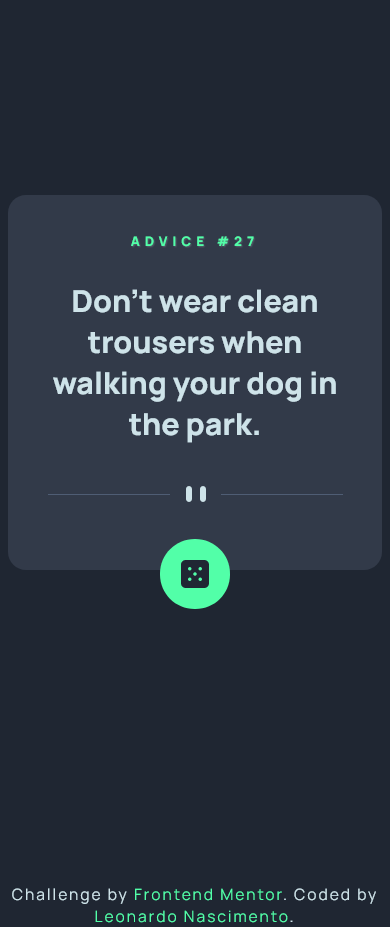 ADVICE #27
Don't wear clean
trousers when
walking your dog in
the park.
Challenge by Frontend Mentor. Coded by
Leonardo Nascimento.